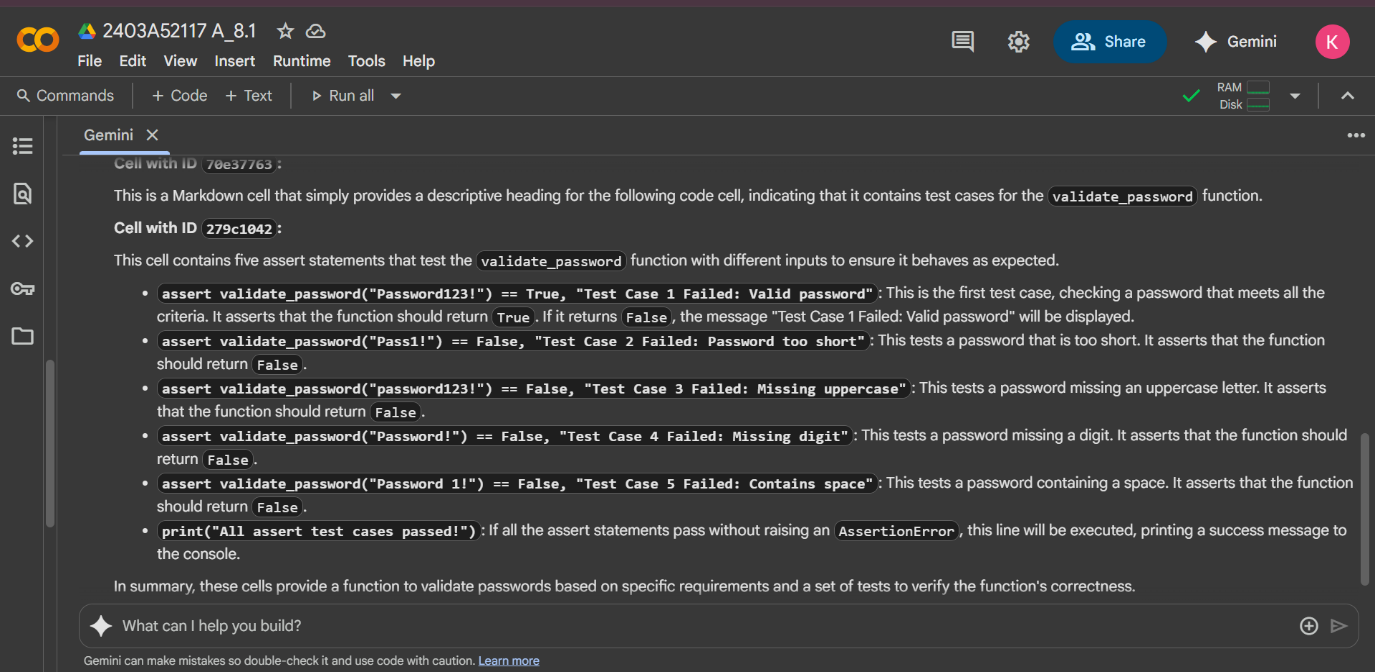 2403A52117 A_8.1
File Edit View Insert Runtime Tools Help
Share
Gemini
K
Commands + Code + Text Run all
RAM
Disk
Gemini
Cell with ID 70e37763:
This is a Markdown cell that simply provides a descriptive heading for the following code cell, indicating that it contains test cases for the validate_password function.
Cell with ID 279c1042:
This cell contains five assert statements that test the validate_password function with different inputs to ensure it behaves as expected.
• assert validate_password("Password123!") == True, "Test Case 1 Failed: Valid password": This is the first test case, checking a password that meets all the
criteria. It asserts that the function should return True. If it returns False, the message "Test Case 1 Failed: Valid password" will be displayed.
• assert validate_password("Pass1!") == False, "Test Case 2 Failed: Password too short": This tests a password that is too short. It asserts that the function
should return False.
• assert validate_password("password123!") == False, "Test Case 3 Failed: Missing uppercase": This tests a password missing an uppercase letter. It asserts
that the function should return False.
• assert validate_password("Password!") == False, "Test Case 4 Failed: Missing digit": This tests a password missing a digit. It asserts that the function should
return False.
• assert validate_password("Password 1!") == False, "Test Case 5 Failed: Contains space": This tests a password containing a space. It asserts that the function
should return False.
• print("All assert test cases passed!"): If all the assert statements pass without raising an AssertionError, this line will be executed, printing a success message to
the console.
In summary, these cells provide a function to validate passwords based on specific requirements and a set of tests to verify the function's correctness.
What can I help you build?
Gemini can make mistakes so double-check it and use code with caution. Learn more